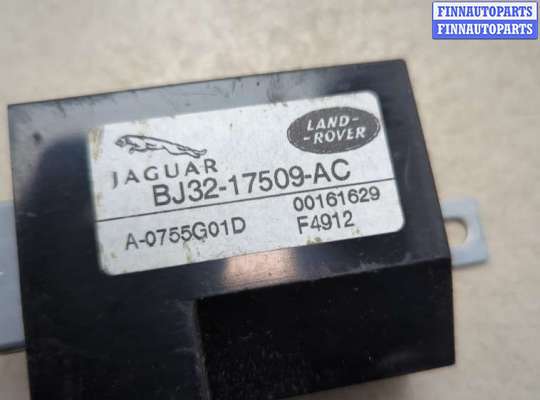 FINNAUTOPARTS
FINNAUTOPARTS
LAND-
-ROVER
JAGUAR
BJ32-17509-AC
A-0755G01D
00161629
F4912